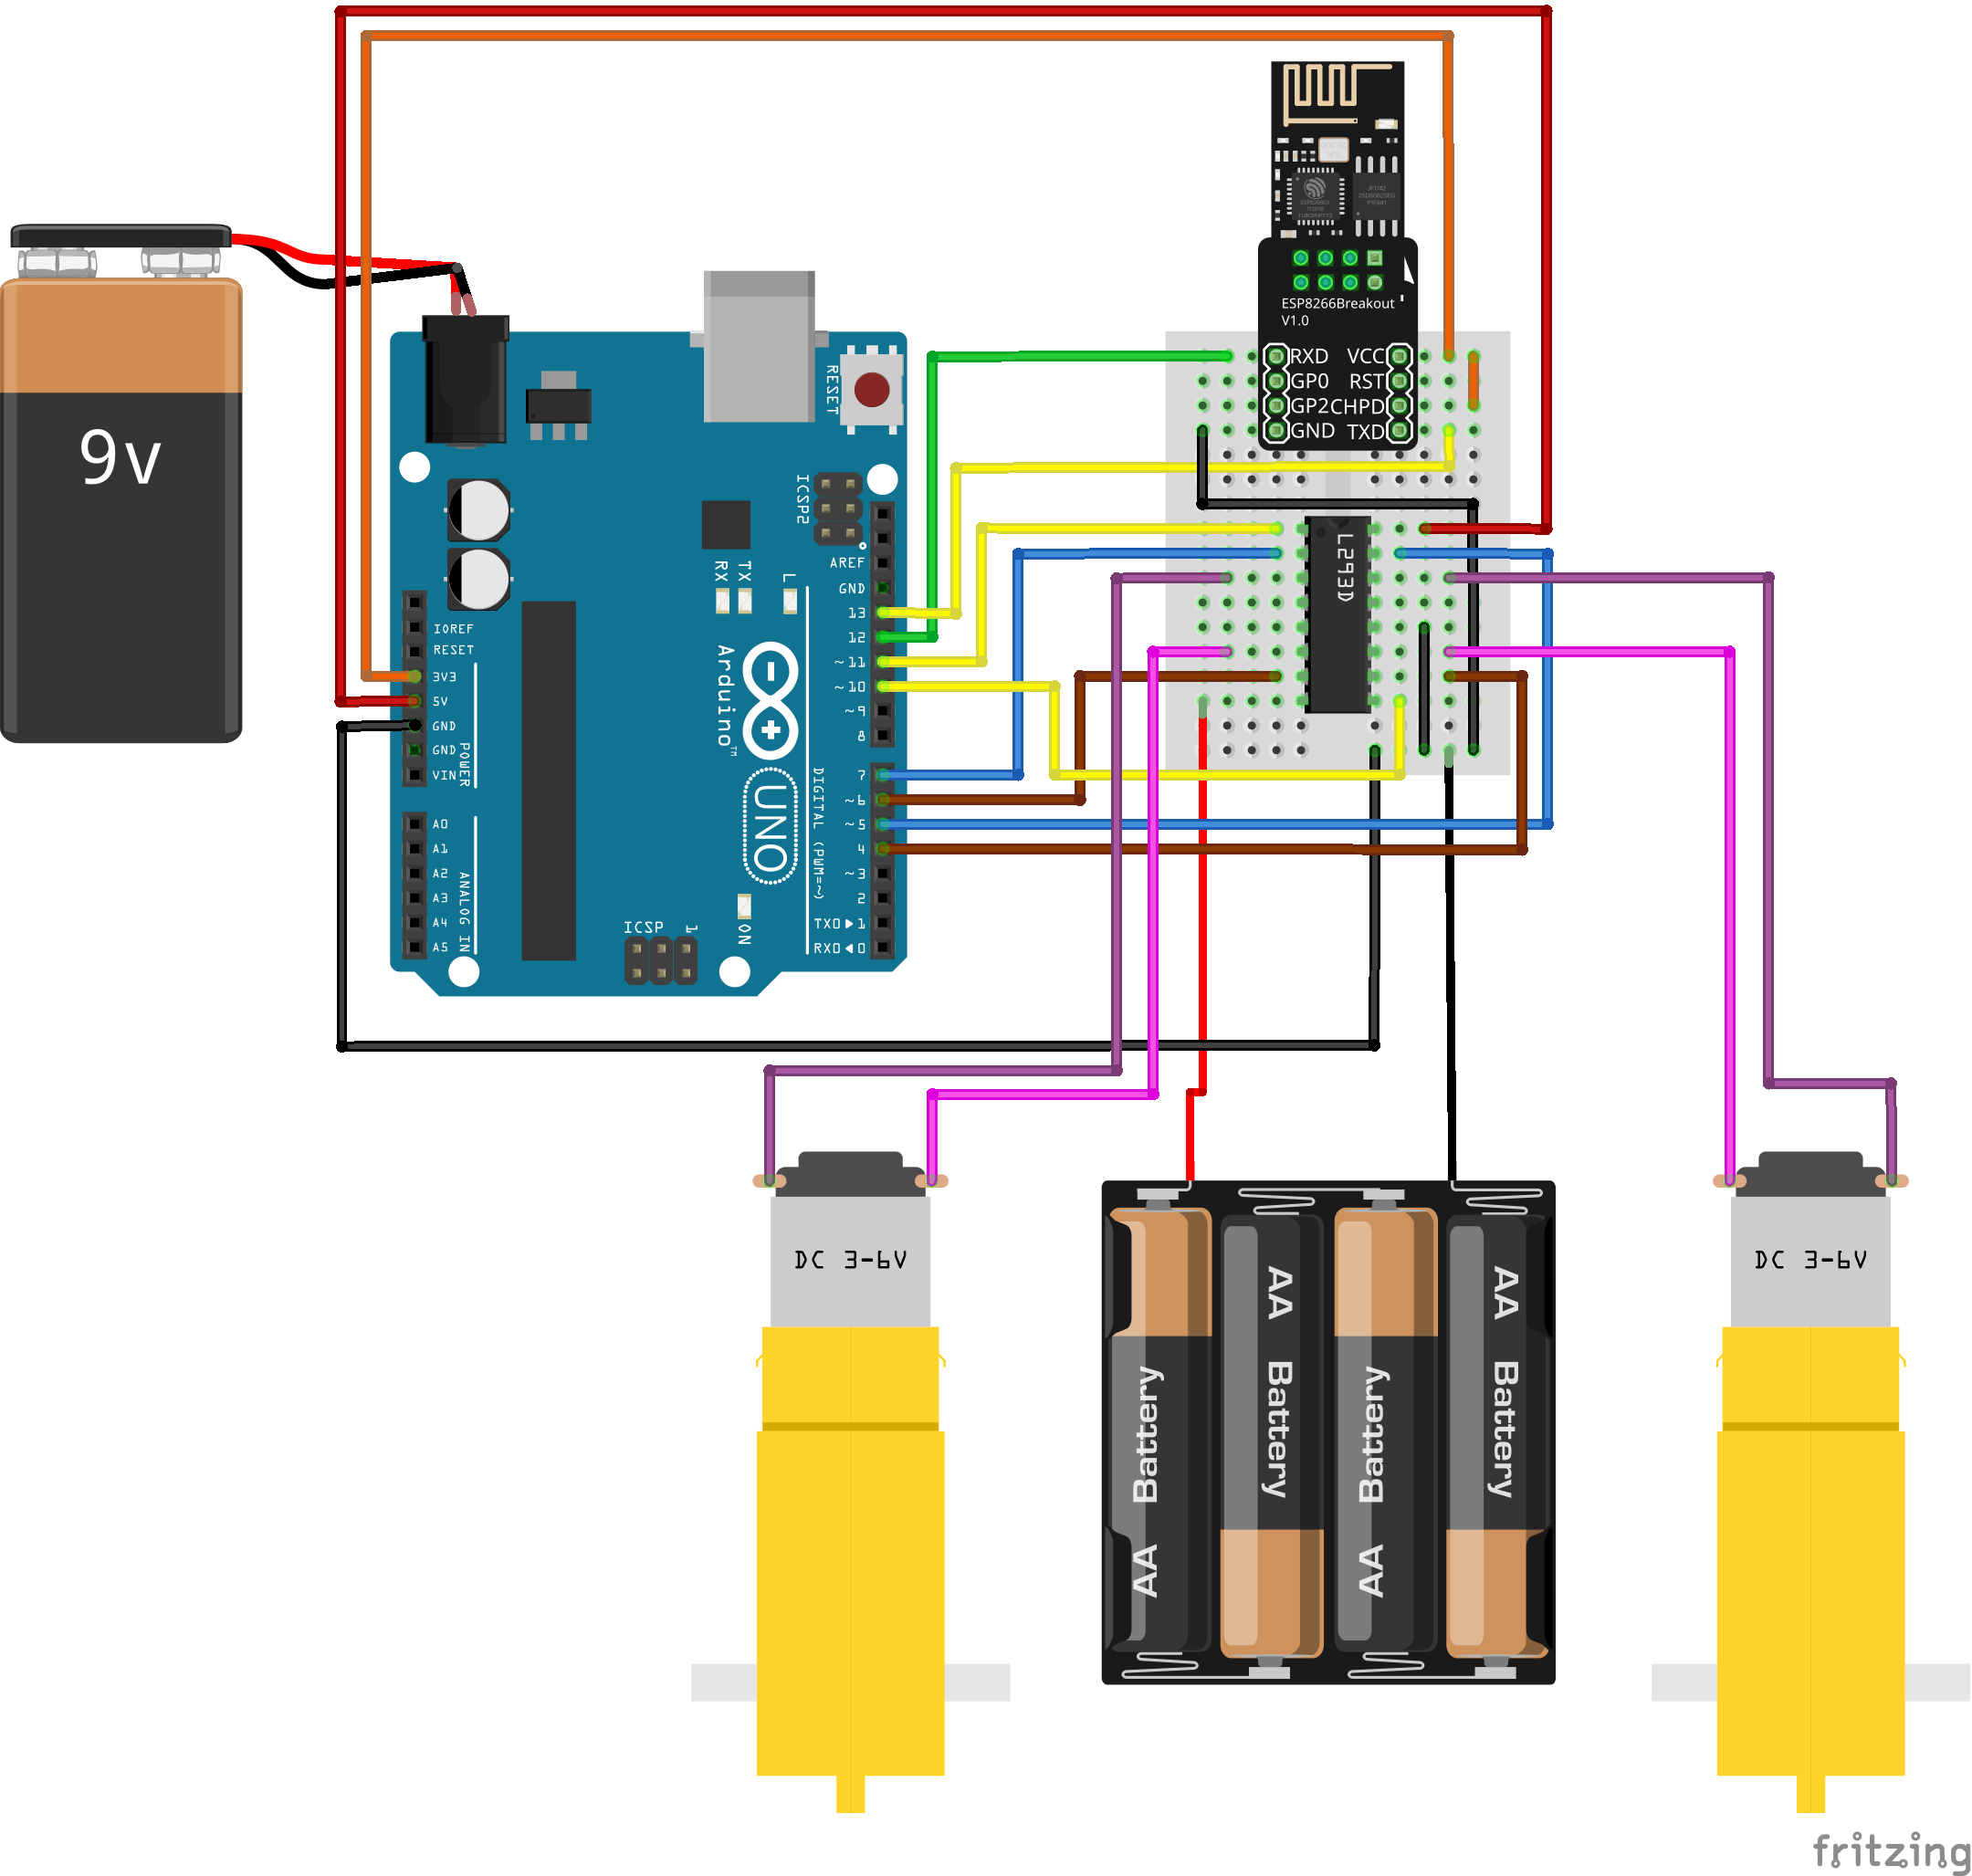 9v
ESP8266Breakout
V1.0
RXD VCC
GP0 RST
GP2 CHPD
GND TXD
L293D
RESET
ICSP2
AREF
GND
13
12
~11
~10
~9
8
7
~6
~5
4
~3
2
TX0▶1
RX0◀0
DIGITAL (PWM=~)
RX
TX
L
Arduino™
UNO
ON
ICSP
1
IOREF
RESET
3V3
5V
GND
GND
VIN
POWER
A0
A1
A2
A3
A4
A5
ANALOG IN
DC 3-6V
DC 3-6V
AA Battery
AA Battery
AA Battery
AA Battery
fritzing